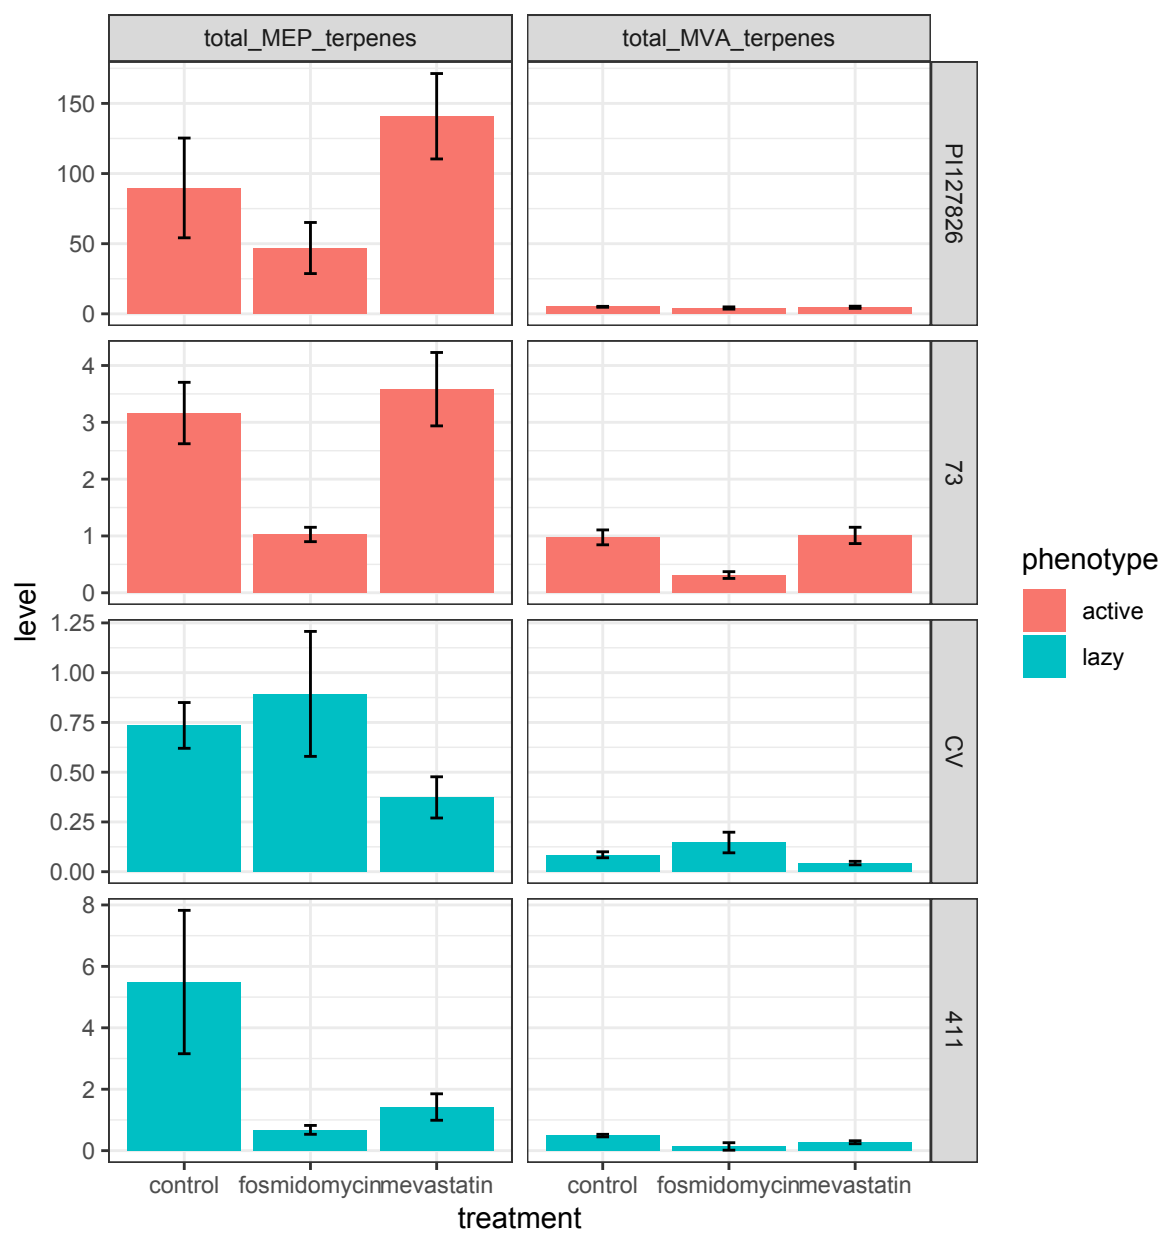 total_MEP_terpenes
total_MVA_terpenes
150
100
50
0
PI127826
4
3
2
1
0
73
1.25
1.00
0.75
0.50
0.25
0.00
CV
8
6
4
2
0
411
level
control fosmidomycin mevastatin
control fosmidomycin mevastatin
treatment
phenotype
active
lazy